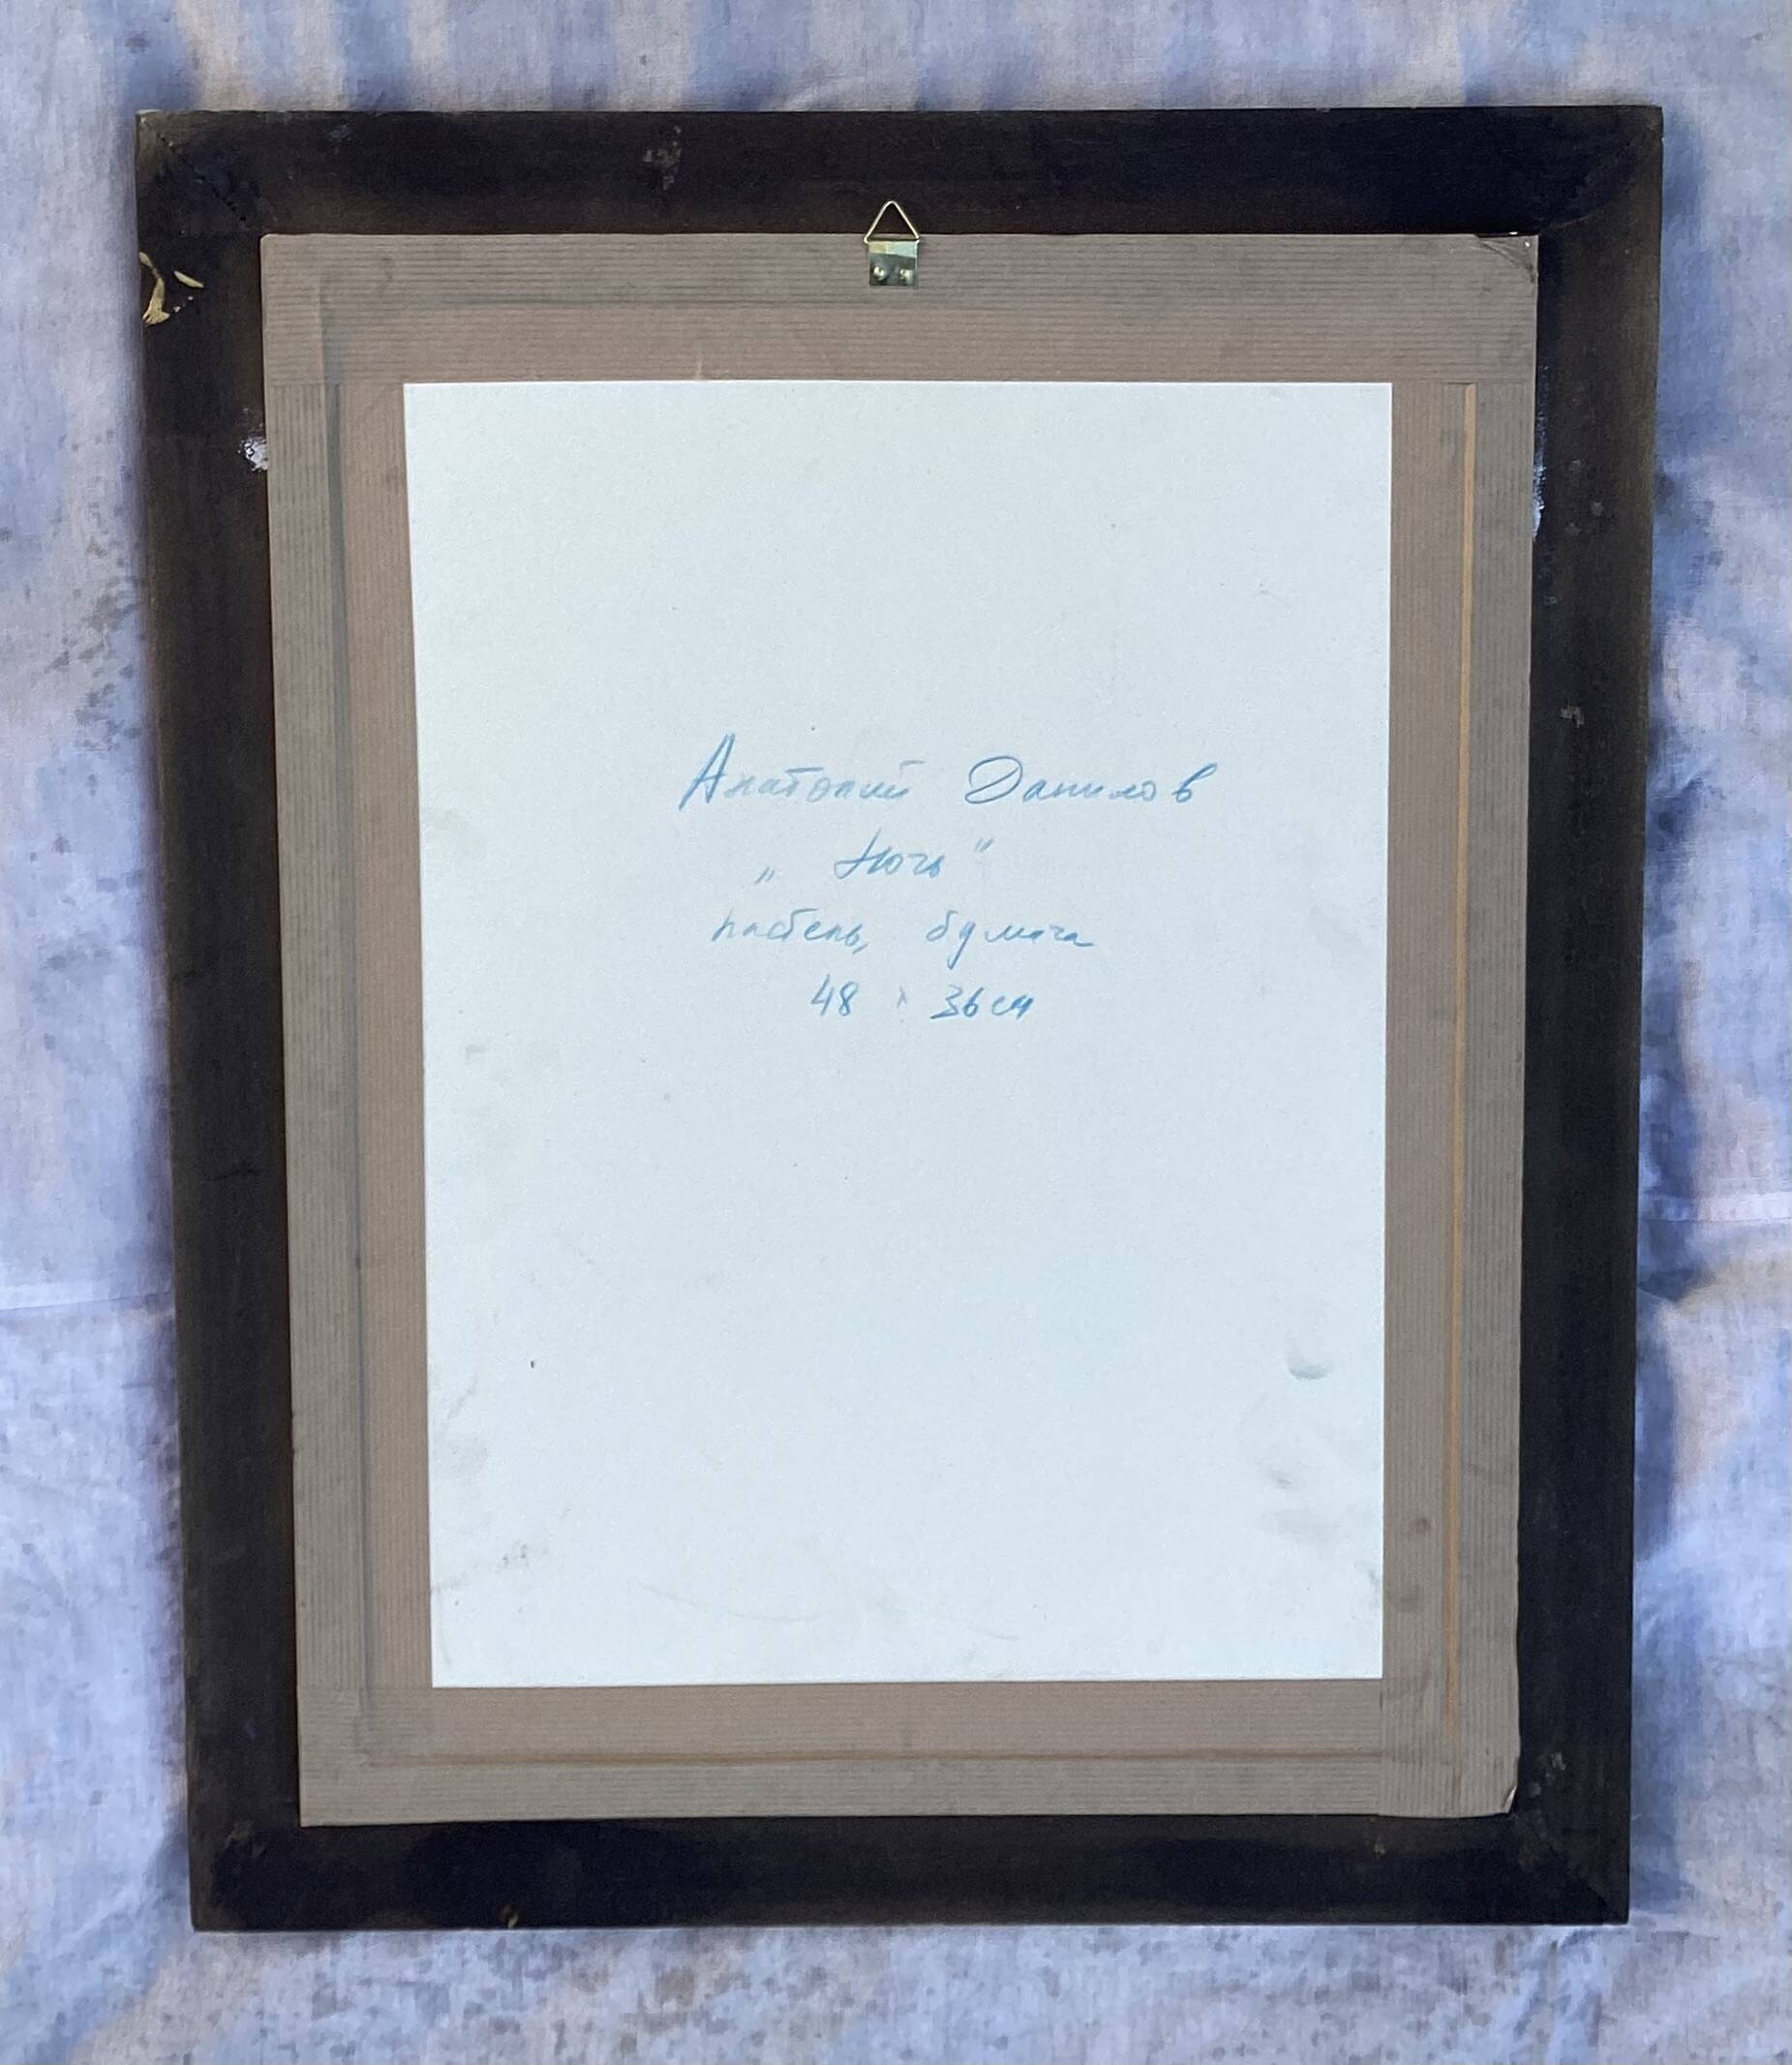 Анатолий Данилов
„ Ночь "
пастель, бумага
48 х 36 см